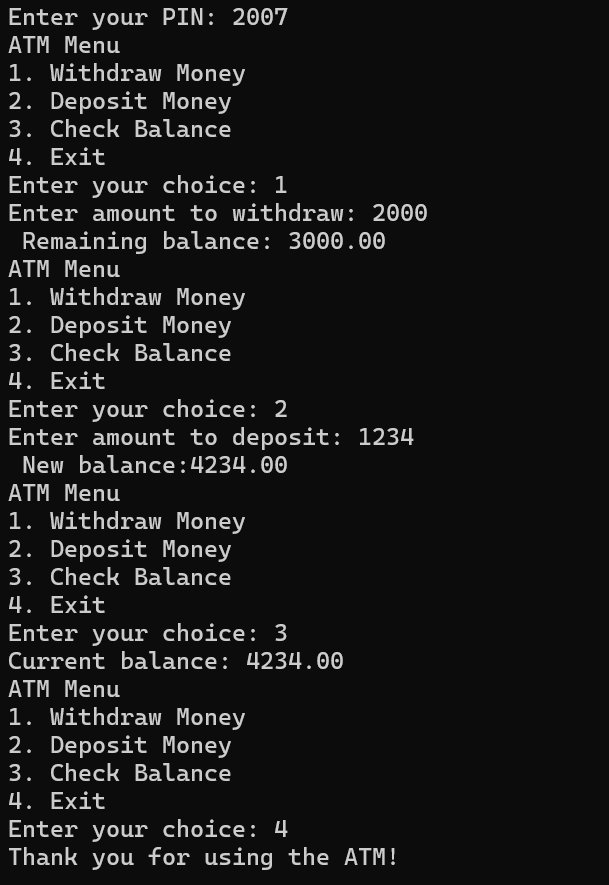 Enter your PIN: 2007
ATM Menu
1. Withdraw Money
2. Deposit Money
3. Check Balance
4. Exit
Enter your choice: 1
Enter amount to withdraw: 2000
 Remaining balance: 3000.00
ATM Menu
1. Withdraw Money
2. Deposit Money
3. Check Balance
4. Exit
Enter your choice: 2
Enter amount to deposit: 1234
 New balance:4234.00
ATM Menu
1. Withdraw Money
2. Deposit Money
3. Check Balance
4. Exit
Enter your choice: 3
Current balance: 4234.00
ATM Menu
1. Withdraw Money
2. Deposit Money
3. Check Balance
4. Exit
Enter your choice: 4
Thank you for using the ATM!